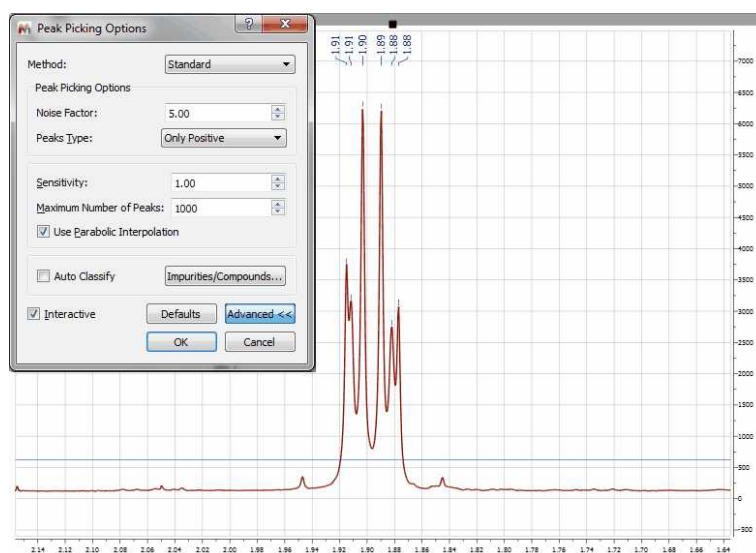 Peak Picking Options
Method: Standard
Peak Picking Options
Noise Factor: 5.00
Peaks Type: Only Positive
Sensitivity: 1.00
Maximum Number of Peaks: 1000
Use Parabolic Interpolation
Auto Classify Impurities/Compounds...
Interactive Defaults Advanced <<
OK Cancel
1.91 1.91 1.90 1.89 1.88 1.88
7000
6500
6000
5500
5000
4500
4000
3500
3000
2500
2000
1500
1000
500
0
-500
2.14 2.12 2.10 2.08 2.06 2.04 2.02 2.00 1.98 1.96 1.94 1.92 1.90 1.88 1.86 1.84 1.82 1.80 1.78 1.76 1.74 1.72 1.70 1.68 1.66 1.64